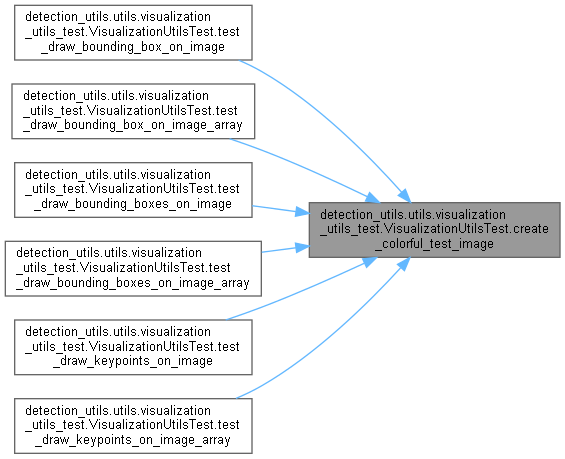 detection_utils.utils.visualization
_utils_test.VisualizationUtilsTest.test
_draw_bounding_box_on_image
detection_utils.utils.visualization
_utils_test.VisualizationUtilsTest.test
_draw_bounding_box_on_image_array
detection_utils.utils.visualization
_utils_test.VisualizationUtilsTest.test
_draw_bounding_boxes_on_image
detection_utils.utils.visualization
_utils_test.VisualizationUtilsTest.test
_draw_bounding_boxes_on_image_array
detection_utils.utils.visualization
_utils_test.VisualizationUtilsTest.test
_draw_keypoints_on_image
detection_utils.utils.visualization
_utils_test.VisualizationUtilsTest.test
_draw_keypoints_on_image_array
detection_utils.utils.visualization
_utils_test.VisualizationUtilsTest.create
_colorful_test_image